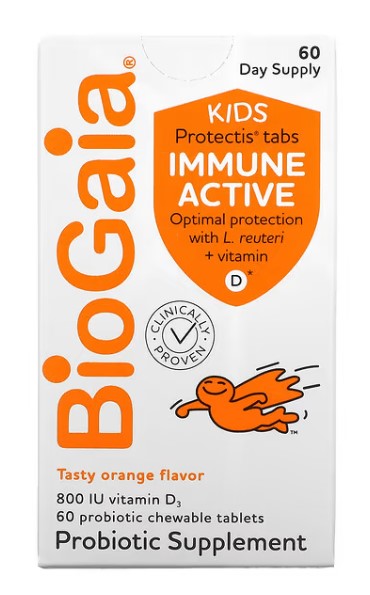 60
Day Supply
BioGaia®
KIDS
Protectis® tabs
IMMUNE
ACTIVE
Optimal protection
with L. reuteri
+ vitamin
D*
CLINICALLY
PROVEN
TM
Tasty orange flavor
800 IU vitamin D₃
60 probiotic chewable tablets
Probiotic Supplement